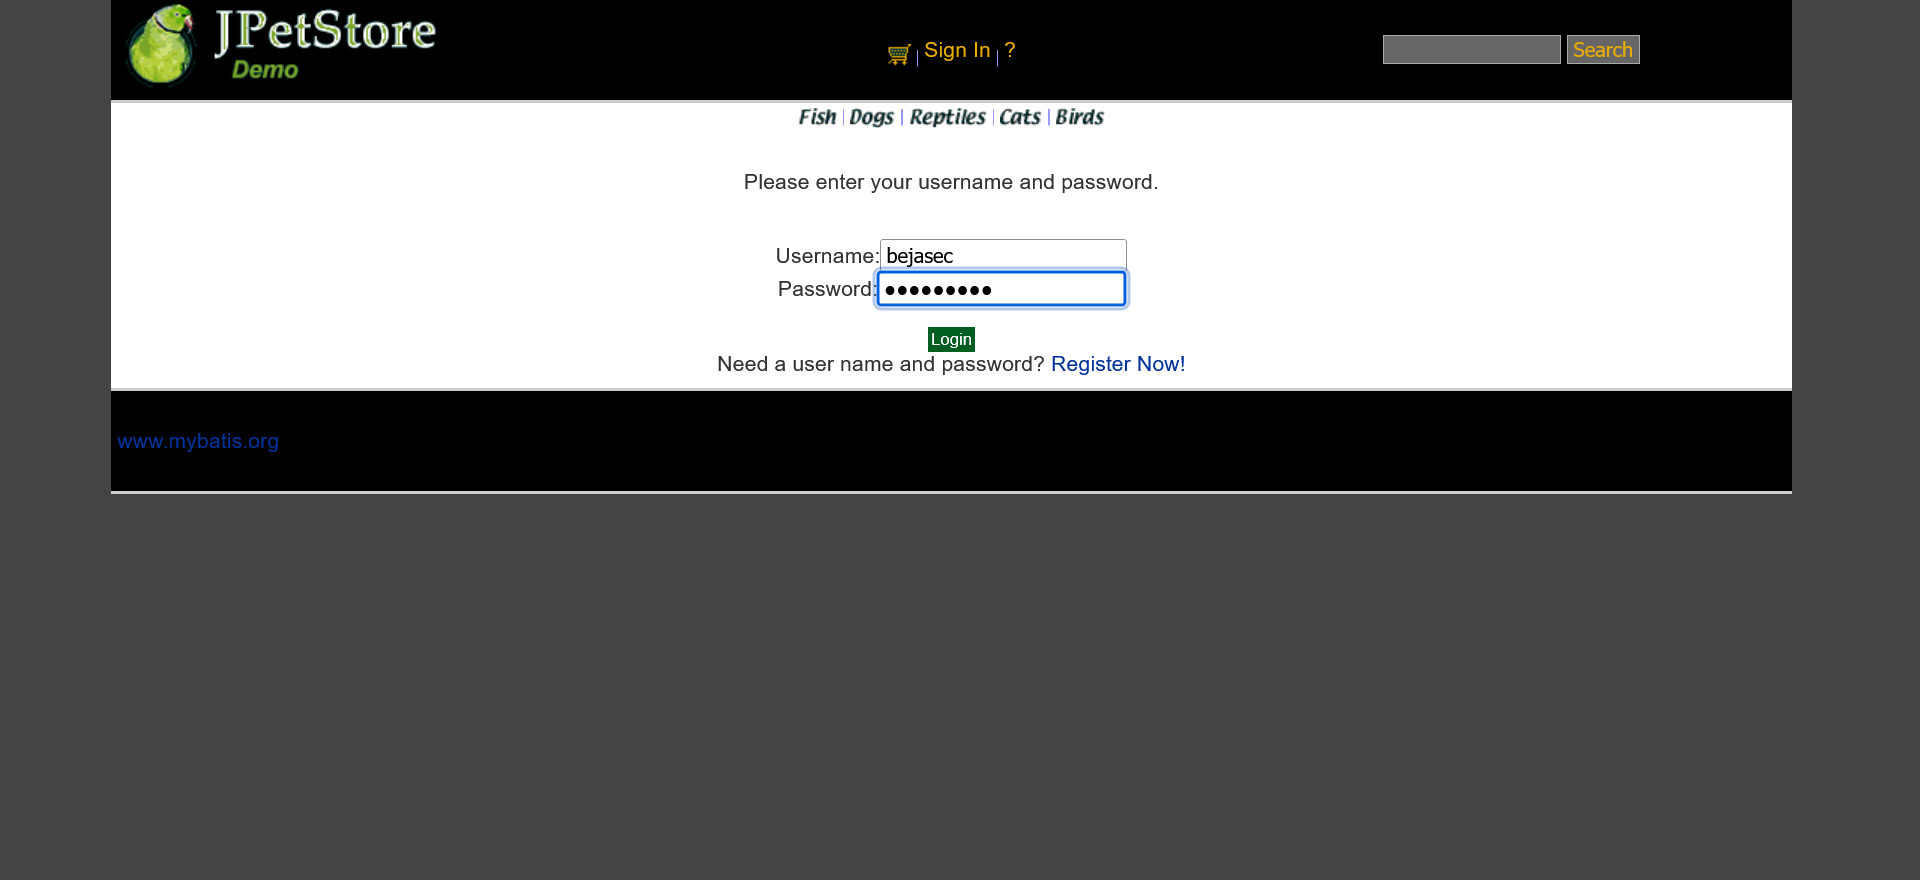 JPetStore
Demo
Sign In | ?
Search
Fish | Dogs | Reptiles | Cats | Birds
Please enter your username and password.
Username: bejasec
Password: •••••••••
Login
Need a user name and password? Register Now!
www.mybatis.org